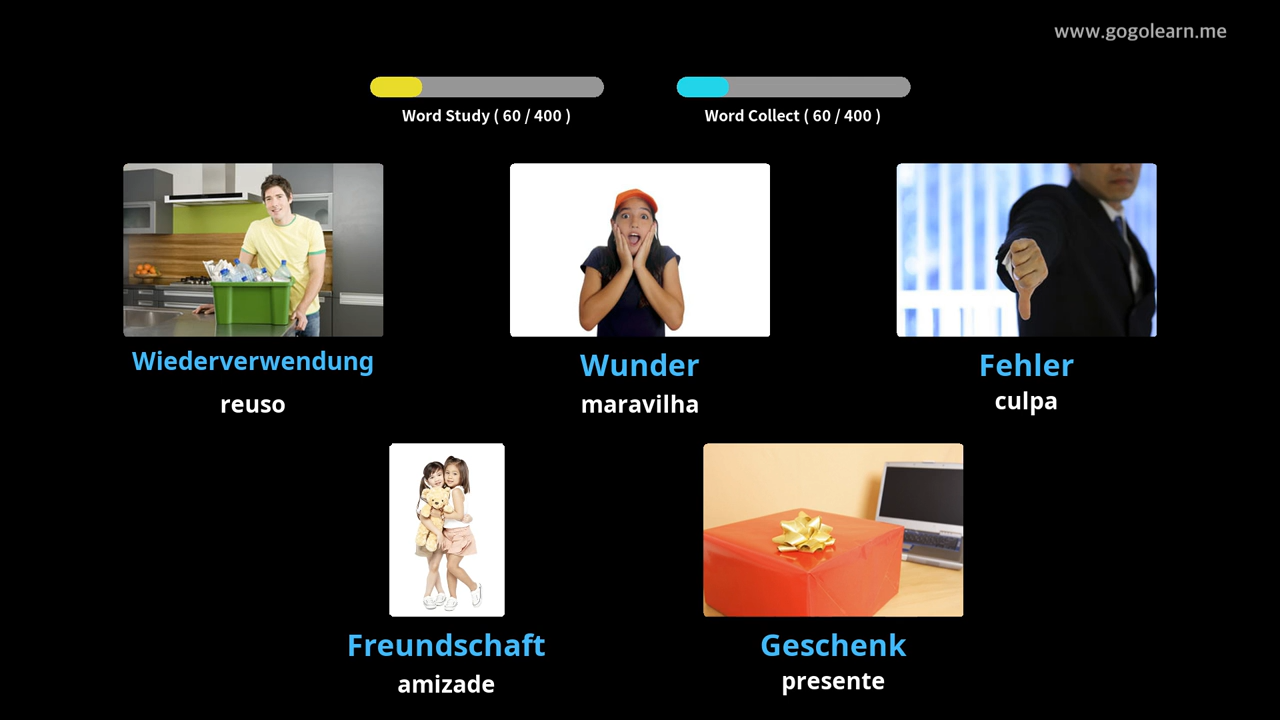 www.gogolearn.me
Word Study ( 60 / 400 )
Word Collect ( 60 / 400 )
Wiederverwendung
reuso
Wunder
maravilha
Fehler
culpa
Freundschaft
amizade
Geschenk
presente